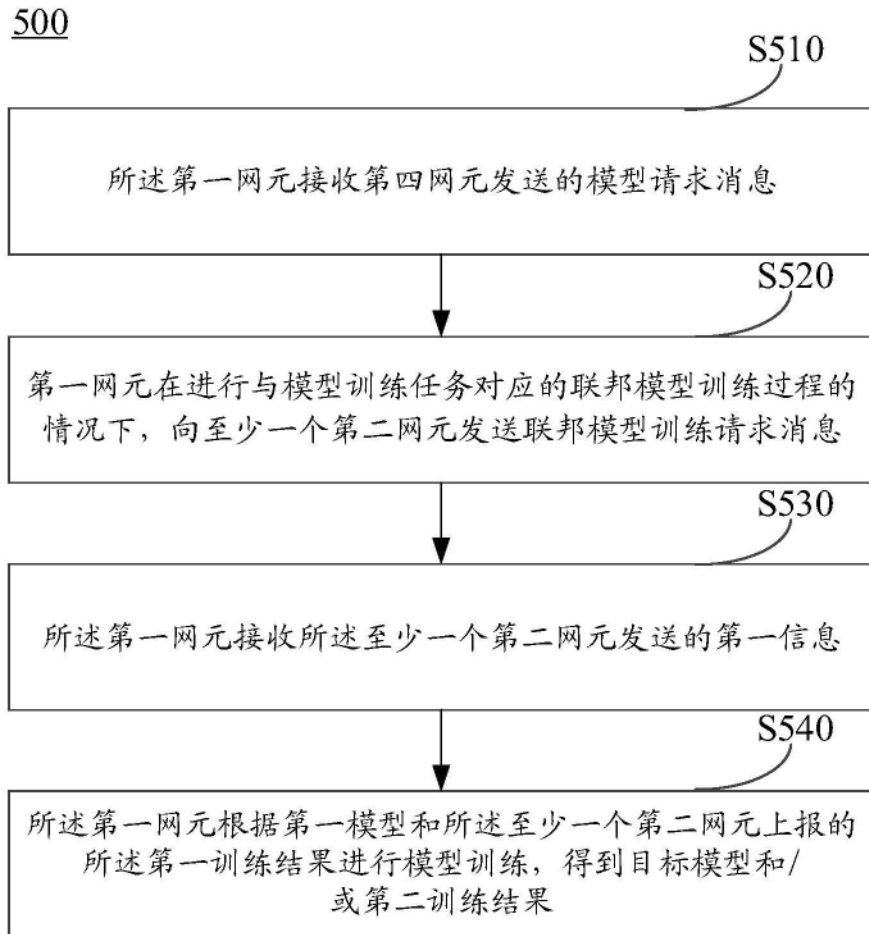 500
S510
所述第一网元接收第四网元发送的模型请求消息
S520
第一网元在进行与模型训练任务对应的联邦模型训练过程的
情况下，向至少一个第二网元发送联邦模型训练请求消息
S530
所述第一网元接收所述至少一个第二网元发送的第一信息
S540
所述第一网元根据第一模型和所述至少一个第二网元上报的
所述第一训练结果进行模型训练，得到目标模型和/
或第二训练结果